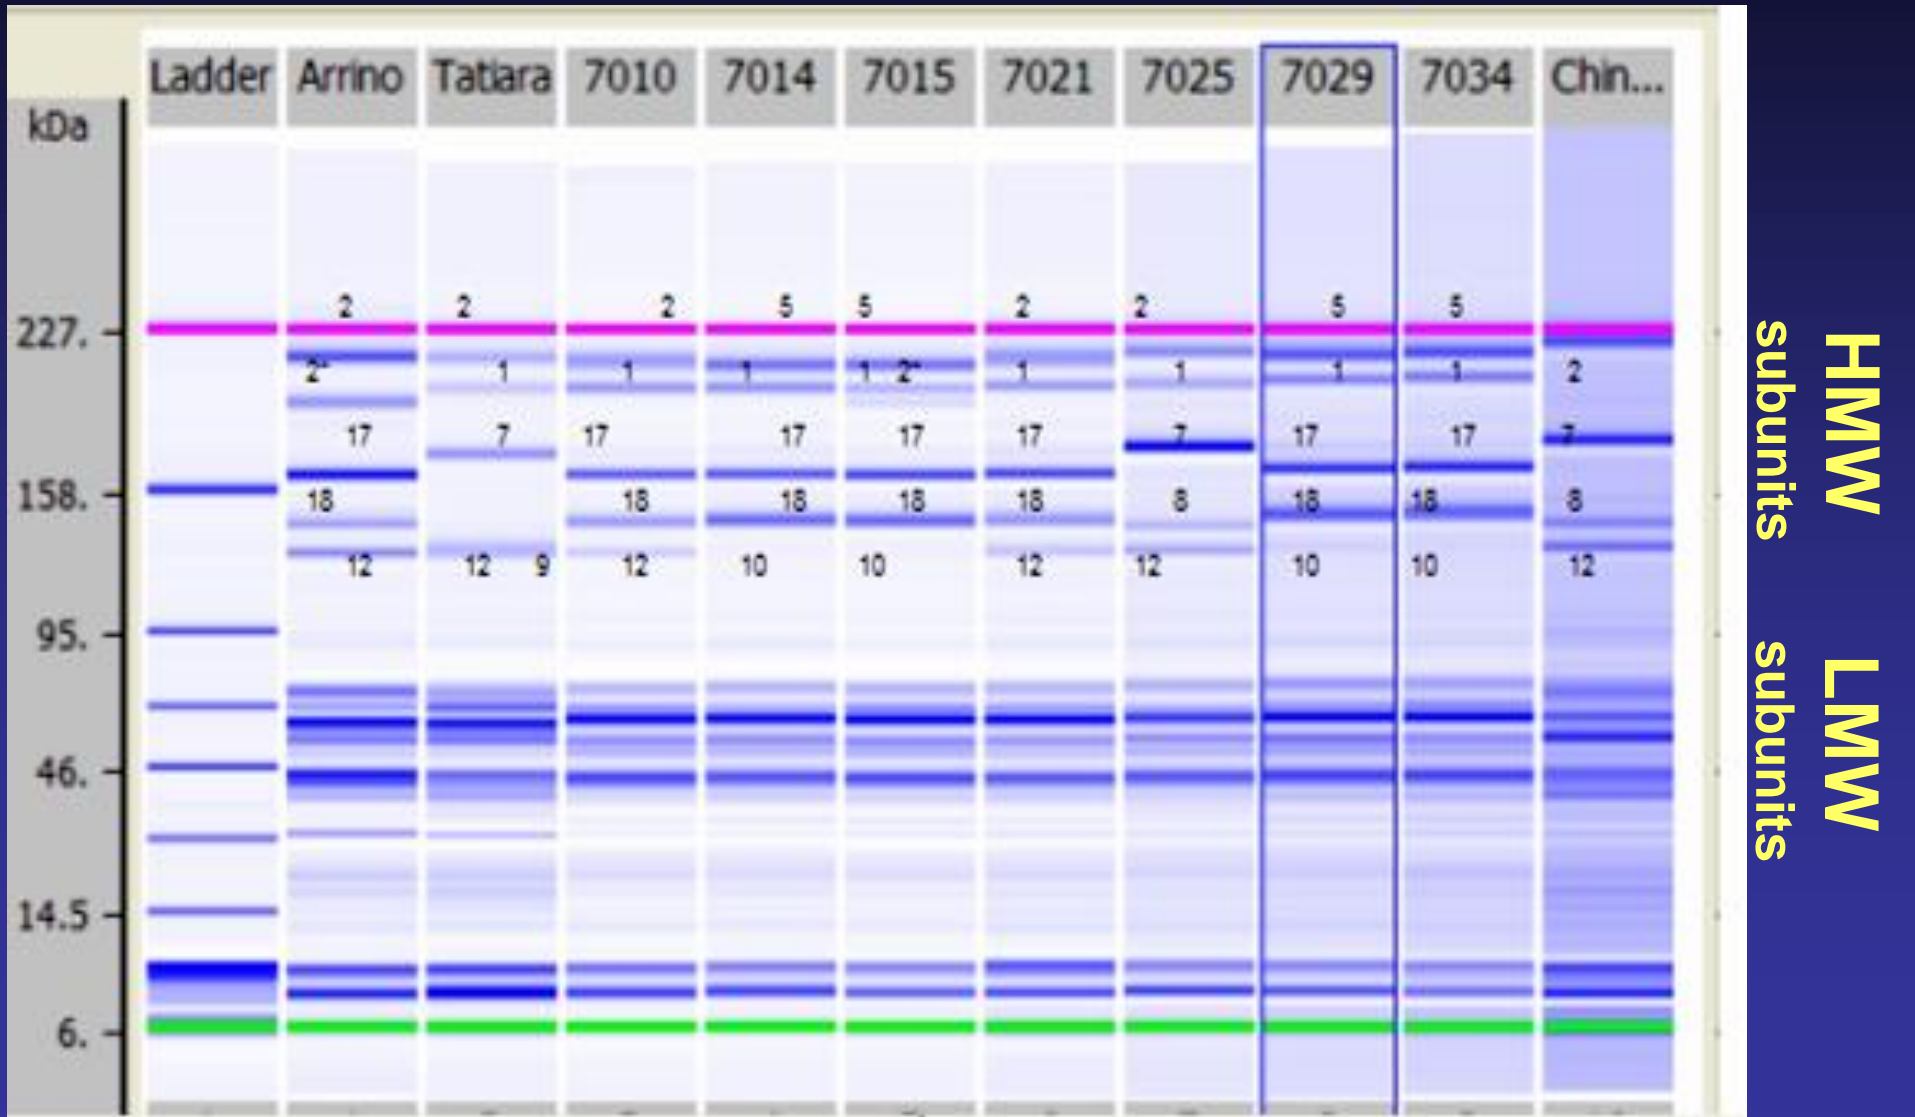 Ladder Arrino Tatiara 7010 7014 7015 7021 7025 7029 7034 Chin...
kDa
2 2 2 5 5 2 2 5 5
227.
2* 1 1 1 1 2* 1 1 1 1 2
17 7 17 17 17 17 7 17 17 7
158.
18 18 18 18 18 8 18 18 8
12 12 9 12 10 10 12 12 10 10 12
95.
46.
14.5
6.
HMW
subunits
LMW
subunits